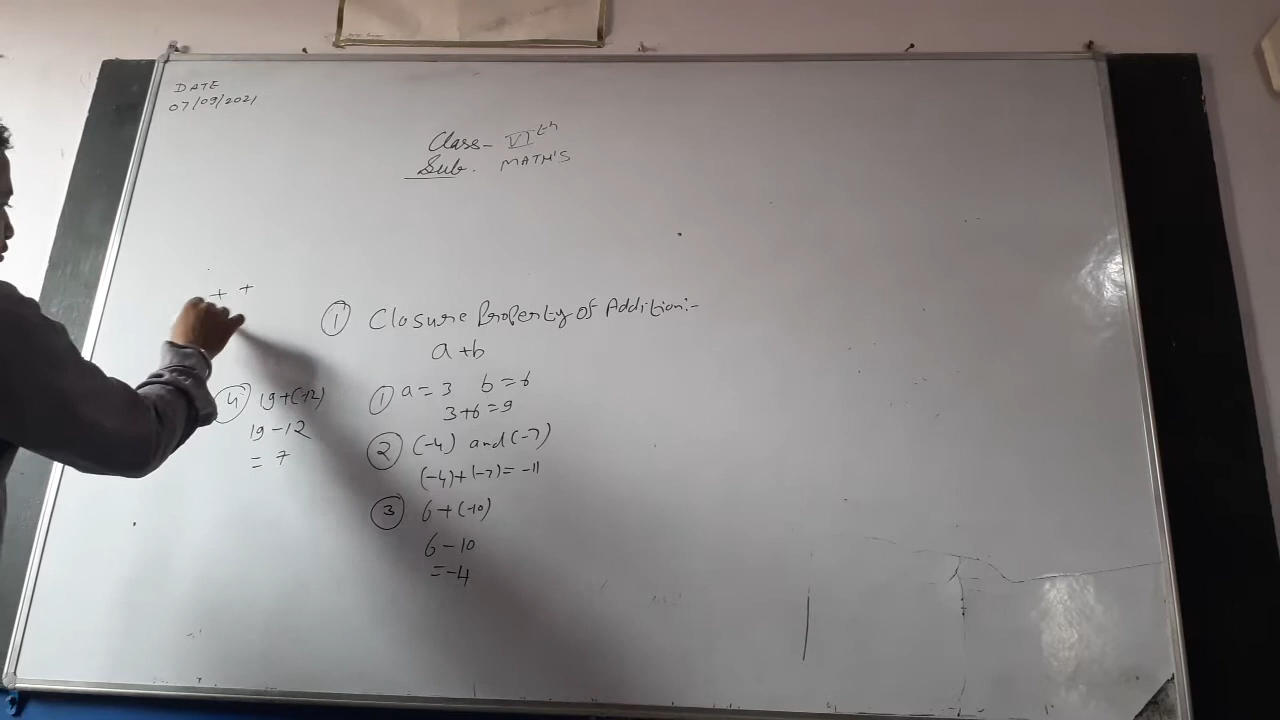 DATE
07/09/2021
Class- VIth
Sub. MATH'S
+ +
① Closure Property of Addition:-
a+b
① a = 3 b = 6
3+6 = 9
② (-4) and (-7)
(-4)+(-7) = -11
③ 6+(-10)
6-10
= -4
④ 19+(-12)
19-12
= 7